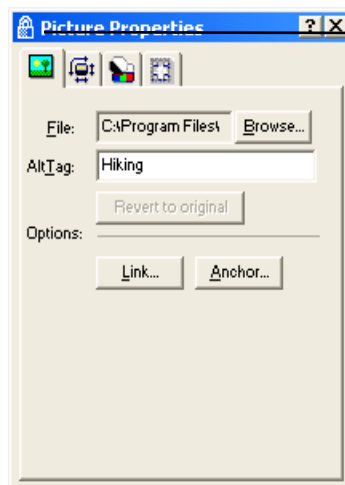 Picture Properties
File: C:\Program Files\ Browse...
AltTag: Hiking
Revert to original
Options:
Link... Anchor...